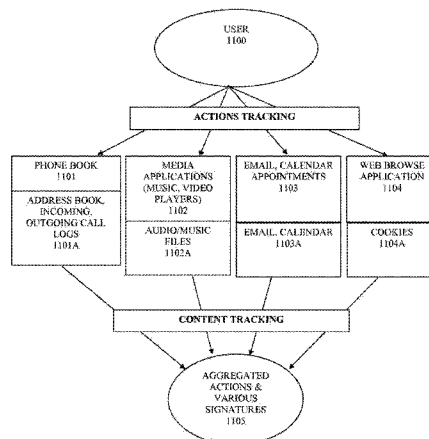 USER
1100
ACTIONS TRACKING
PHONE BOOK
1101
ADDRESS BOOK,
INCOMING,
OUTGOING CALL
LOGS
1101A
MEDIA
APPLICATIONS
(MUSIC, VIDEO
PLAYERS)
1102
AUDIO/MUSIC
FILES
1102A
EMAIL, CALENDAR
APPOINTMENTS
1103
EMAIL, CALENDAR
1103A
WEB BROWSE
APPLICATION
1104
COOKIES
1104A
CONTENT TRACKING
AGGREGATED
ACTIONS &
VARIOUS
SIGNATURES
1105